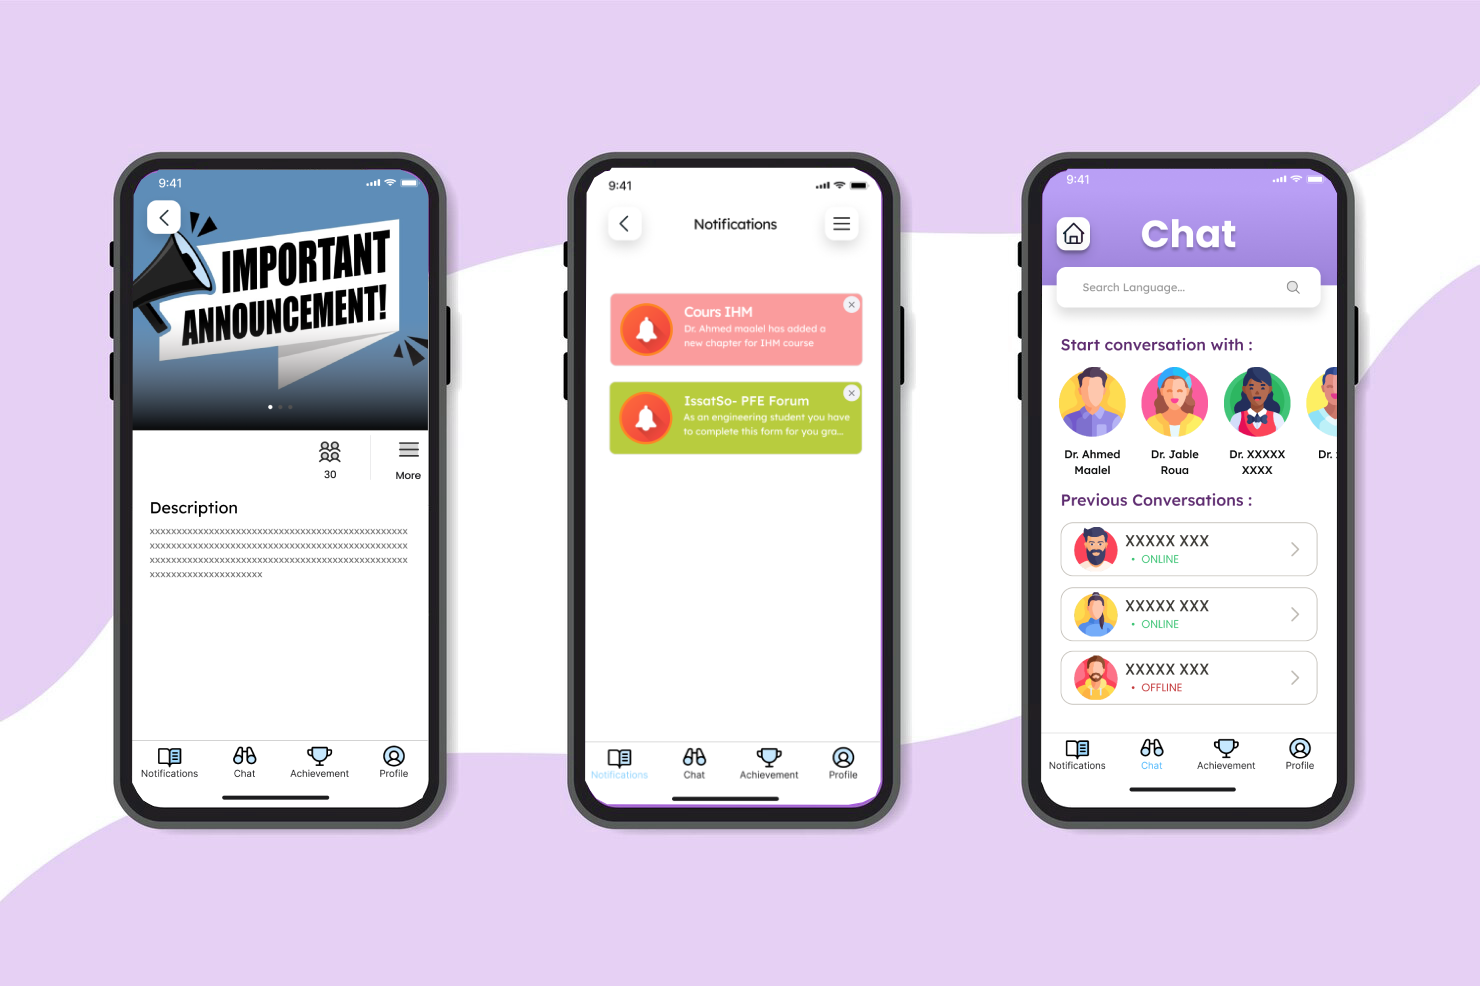 9:41
IMPORTANT
ANNOUNCEMENT!
30
More
Description
xxxxxxxxxxxxxxxxxxxxxxxxxxxxxxxxxxxxxxxxxxxxxxxx
xxxxxxxxxxxxxxxxxxxxxxxxxxxxxxxxxxxxxxxxxxxxxxxx
xxxxxxxxxxxxxxxxxxxxxxxxxxxxxxxxxxxxxxxxxxxxxxxx
xxxxxxxxxxxxxxxxxxxxx
Notifications Chat Achievement Profile
9:41
Notifications
Cours IHM
Dr. Ahmed maalel has added a
new chapter for IHM course
IssatSo- PFE Forum
As an engineering student you have
to complete this form for you gra...
Notifications Chat Achievement Profile
9:41
Chat
Search Language...
Start conversation with :
Dr. Ahmed Dr. Jable Dr. XXXXX Dr.
Maalel Roua XXXX
Previous Conversations :
XXXXX XXX
• ONLINE
XXXXX XXX
• ONLINE
XXXXX XXX
• OFFLINE
Notifications Chat Achievement Profile